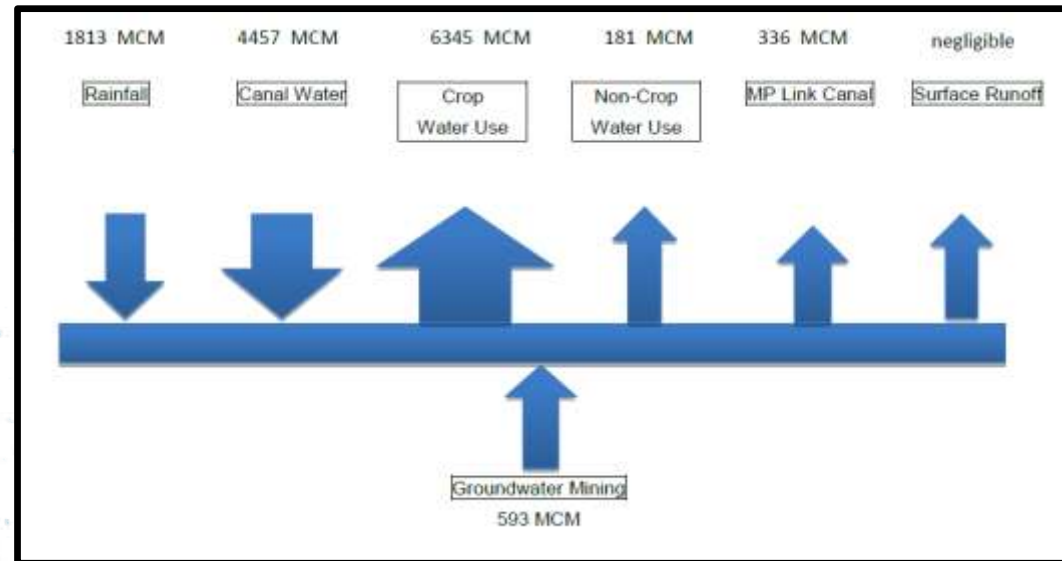 1813 MCM
4457 MCM
6345 MCM
181 MCM
336 MCM
negligible
Rainfall
Canal Water
Crop
Water Use
Non-Crop
Water Use
MP Link Canal
Surface Runoff
Groundwater Mining
593 MCM